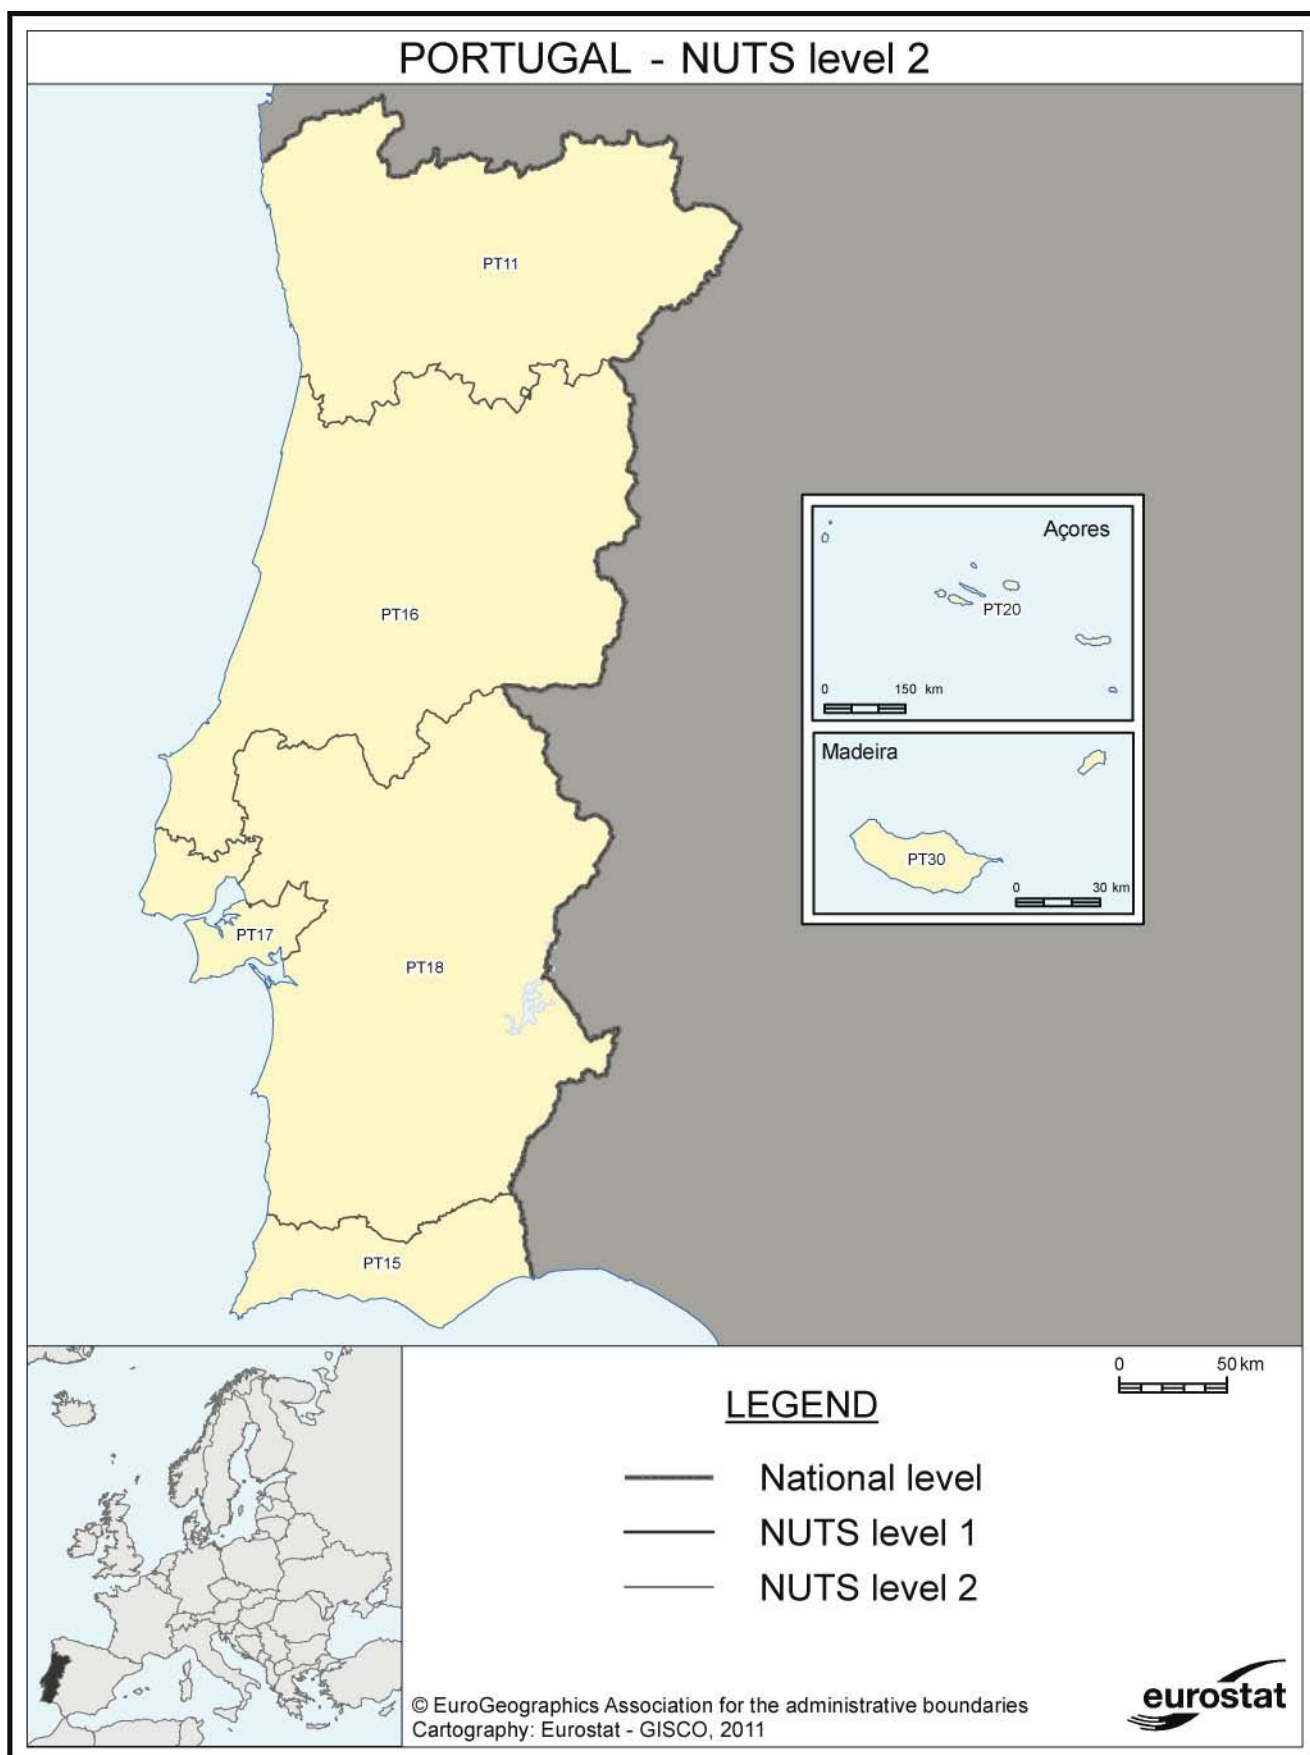 PORTUGAL - NUTS level 2
PT11
Açores
PT16
PT20
0 150 km
Madeira
PT30
0 30 km
PT17
PT18
PT15
0 50 km
LEGEND
National level
NUTS level 1
NUTS level 2
© EuroGeographics Association for the administrative boundaries
Cartography: Eurostat - GISCO, 2011
eurostat